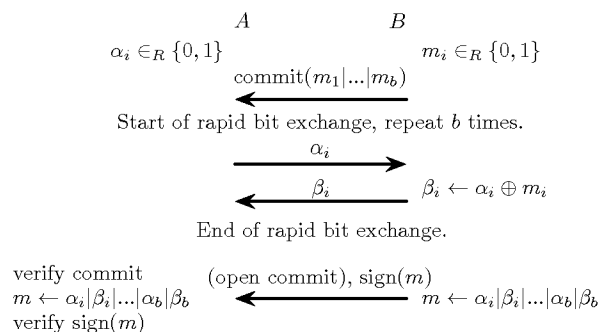 A B
α_i ∈_R {0, 1} m_i ∈_R {0, 1}
commit(m_1|...|m_b)
Start of rapid bit exchange, repeat b times.
α_i
β_i β_i ← α_i ⊕ m_i
End of rapid bit exchange.
verify commit (open commit), sign(m)
m ← α_i|β_i|...|α_b|β_b m ← α_i|β_i|...|α_b|β_b
verify sign(m)